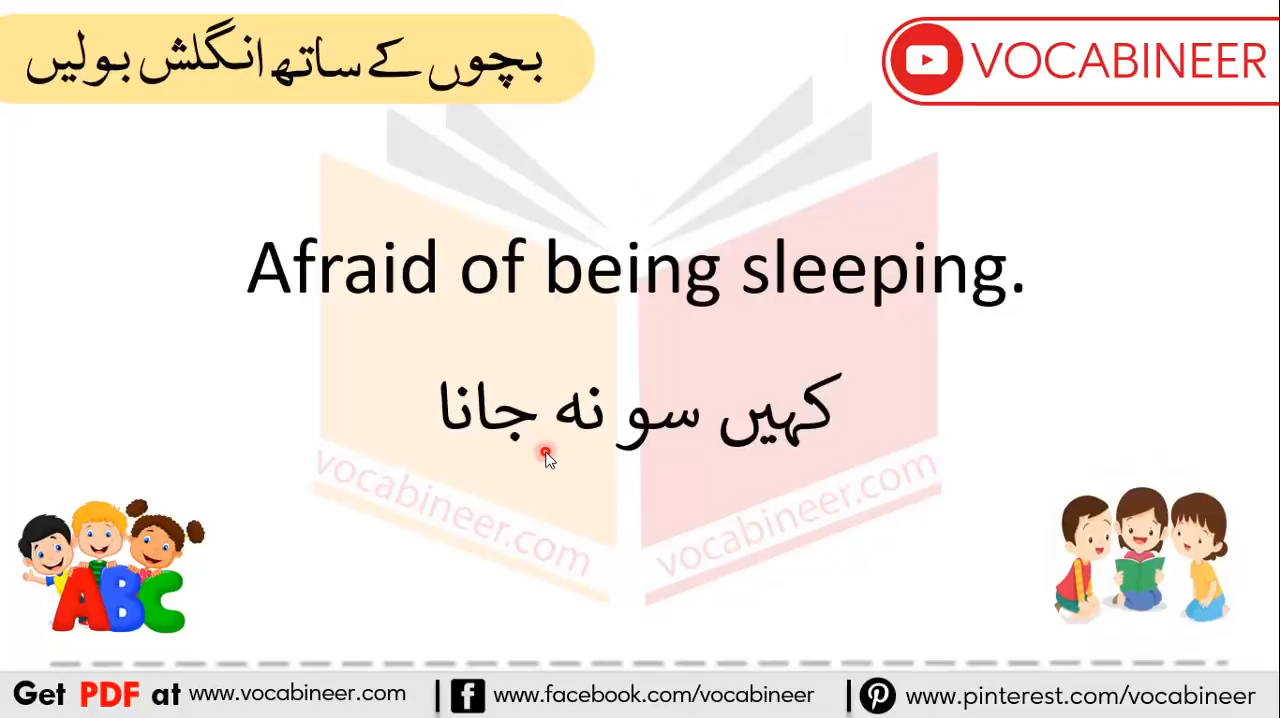 بچوں کے ساتھ انگلش بولیں
VOCABINEER
Afraid of being sleeping.
کہیں سو نہ جانا
vocabineer.com vocabineer.com
ABC
Get PDF at www.vocabineer.com | www.facebook.com/vocabineer | www.pinterest.com/vocabineer